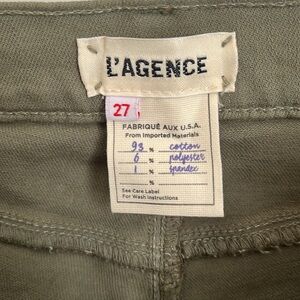 L'AGENCE
27
FABRIQUÉ AUX U.S.A.
From Imported Materials
93 % cotton
6 % polyester
1 % spandex
%
See Care Label
For Wash Instructions